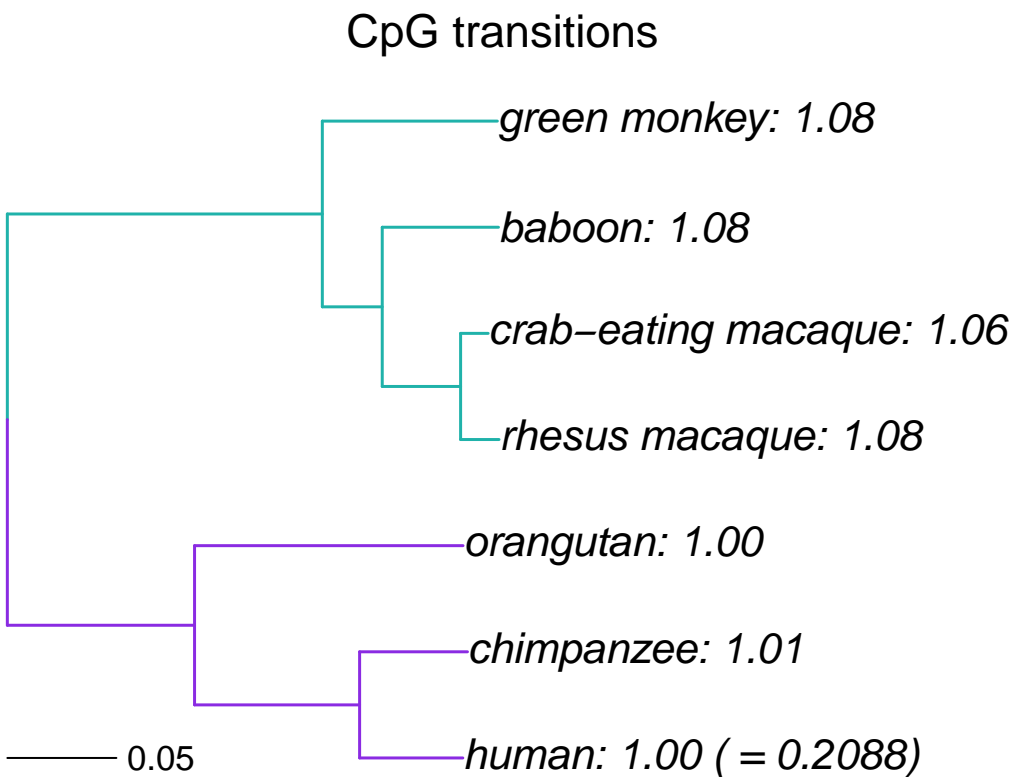 CpG transitions
green monkey: 1.08
baboon: 1.08
crab−eating macaque: 1.06
rhesus macaque: 1.08
orangutan: 1.00
chimpanzee: 1.01
human: 1.00 ( = 0.2088)
0.05